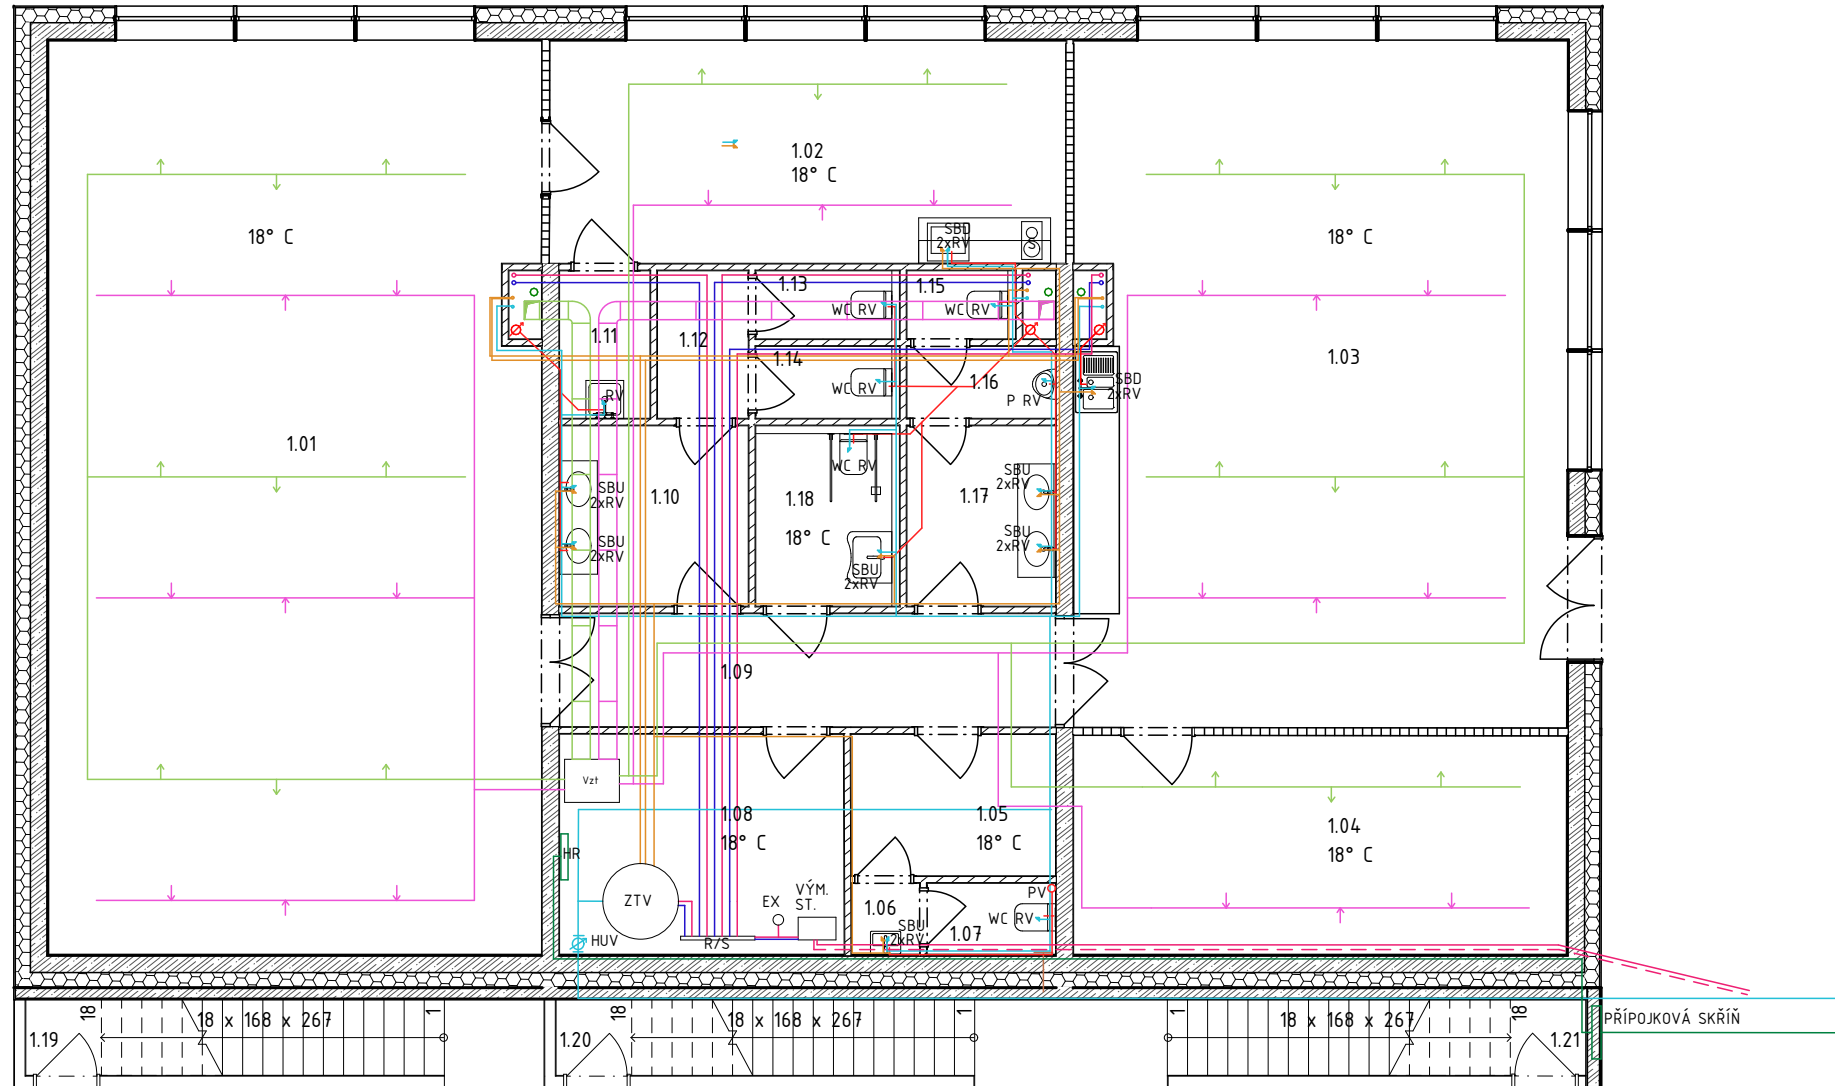 1.02
18° C
18° C
18° C
SBD
2xRV
S
1.13
WC RV
1.15
WC RV
1.11
1.12
1.14
WC RV
1.16
P RV
SBD
2xRV
1.03
RV
1.01
WC RV
SBU
2xRV
1.10
1.18
18° C
1.17
SBU
2xRV
SBU
2xRV
SBU
2xRV
SBU
2xRV
1.09
Vzt
1.08
18° C
1.05
18° C
1.04
18° C
HR
ZTV
EX
VÝM.
ST.
HUV
R/S
1.06
SBU
2xRV
1.07
PV
WC RV
18
18 x 168 x 267
1
1.19
18
18 x 168 x 267
1
1.20
1
18 x 168 x 267
18
1.21
PŘÍPOJKOVÁ SKŘÍŇ